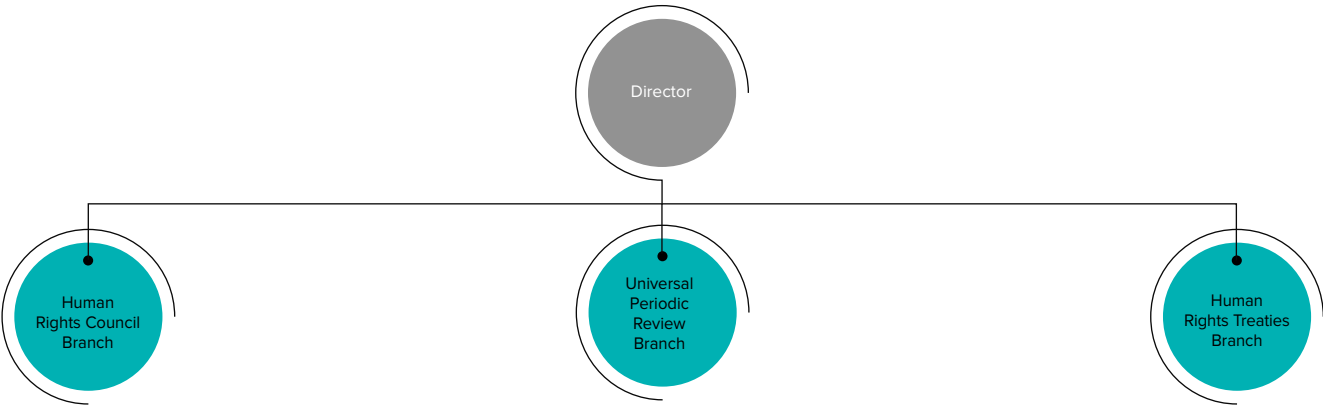 Director
Human
Rights Council
Branch
Universal
Periodic
Review
Branch
Human
Rights Treaties
Branch